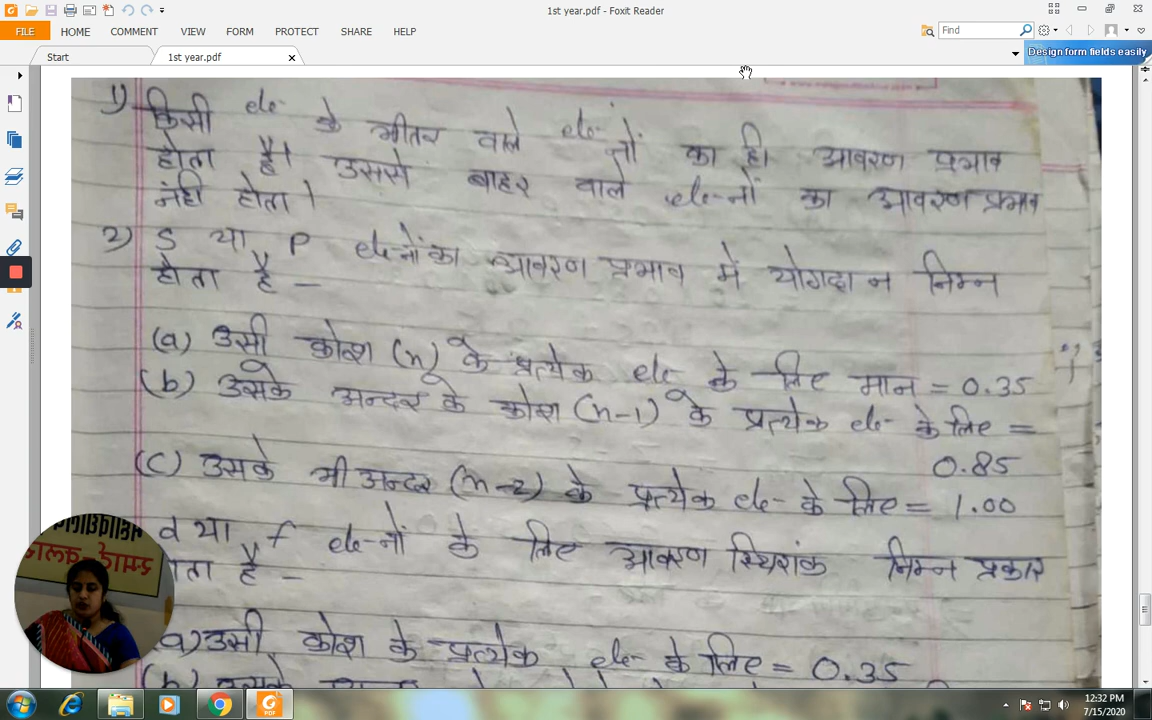 1st year.pdf - Foxit Reader
FILE HOME COMMENT VIEW FORM PROTECT SHARE HELP
Find
Start 1st year.pdf
Design form fields easily
1) किसी ele- के भीतर वाले ele-नों का ही आवरण प्रभाव
होता है। उससे बाहर वाले ele-नों का आवरण प्रभाव
नंही होता।
2) S या P ele-नों का आवरण प्रभाव में योगदान निम्न
होता है –
(a) उसी कोश (n) के प्रत्येक ele- के लिए मान = 0.35
(b) उसके अन्दर के कोश (n-1) के प्रत्येक ele- के लिए =
0.85
(c) उसके भी अन्दर (n-2) के प्रत्येक ele- के लिए = 1.00
d या f ele-नों के लिए आवरण स्थिरांक निम्न प्रकार
होता है –
(a) उसी कोश के प्रत्येक ele- के लिए = 0.35
(b) उसके
12:32 PM
7/15/2020